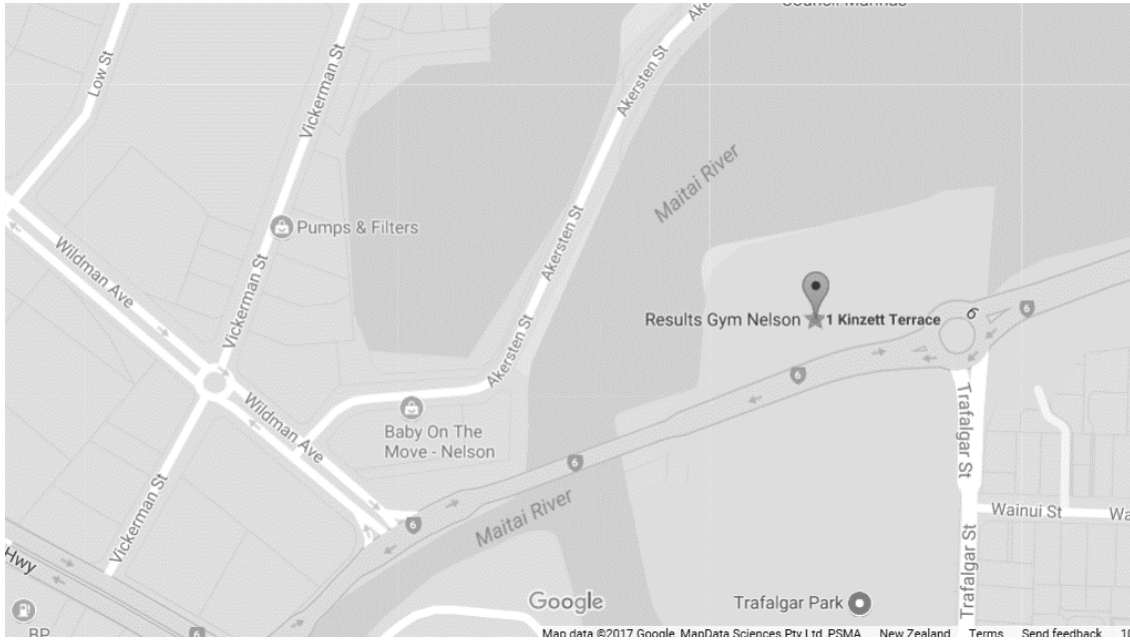 Low St
Vickerman St
Akersten St
Akersten St
Maitai River
Pumps & Filters
Akersten St
Wildman Ave
Vickerman St
6
6
Results Gym Nelson
1 Kinzett Terrace
Akersten St
6
Trafalgar St
Wildman Ave
Baby On The
Move - Nelson
6
Vickerman St
Maitai River
6
Wainui St
Trafalgar St
Hwy
Google
Trafalgar Park
BP
6
Map data ©2017 Google, MapData Sciences Pty Ltd, PSMA New Zealand Terms Send feedback